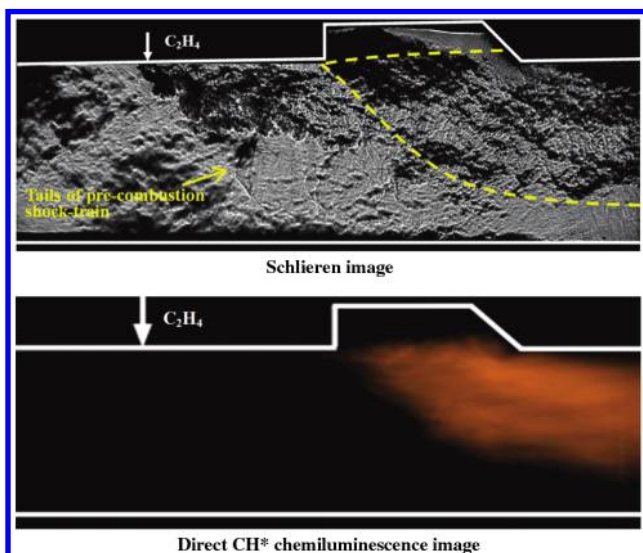 C₂H₄
Tails of pre-combustion
shock-train
Schlieren image
C₂H₄
Direct CH* chemiluminescence image